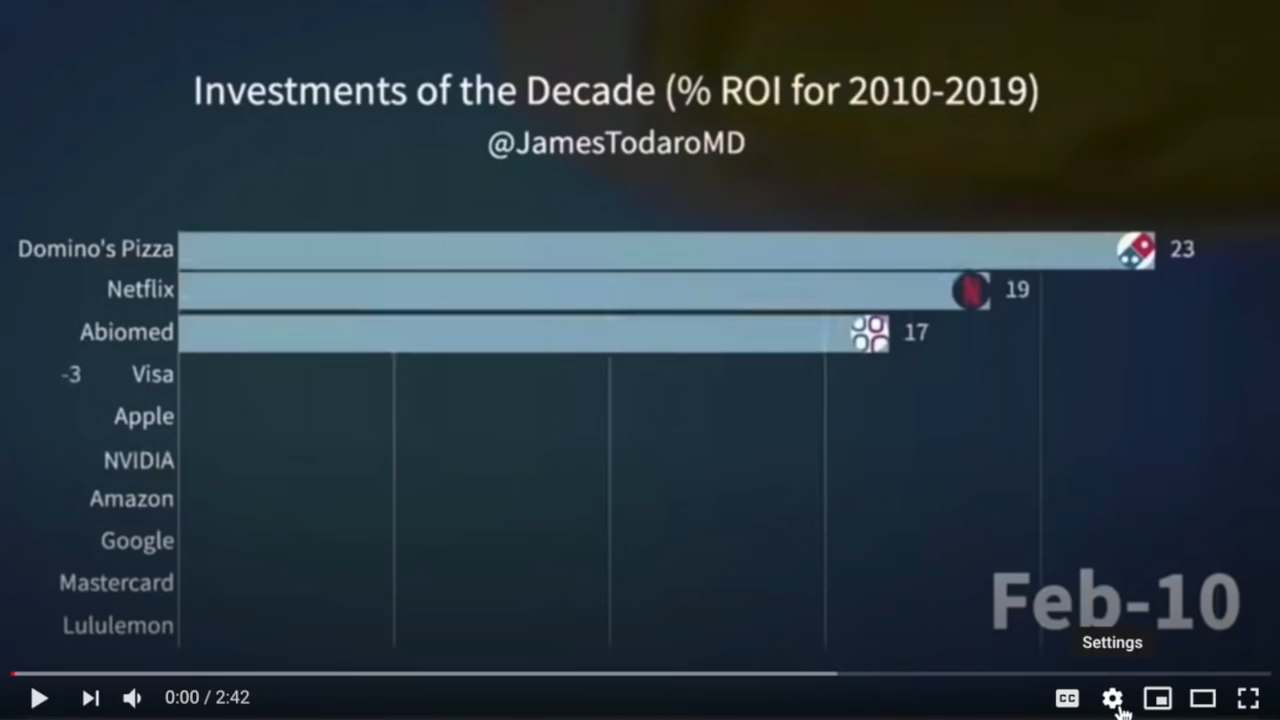 Investments of the Decade (% ROI for 2010-2019)
@JamesTodaroMD
Domino's Pizza 23
Netflix N 19
Abiomed 17
-3 Visa
Apple
NVIDIA
Amazon
Google
Mastercard
Lululemon
Feb-10
Settings
0:00 / 2:42 CC